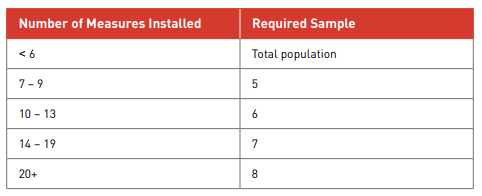 Number of Measures Installed Required Sample
< 6 Total population
7 – 9 5
10 – 13 6
14 – 19 7
20+ 8